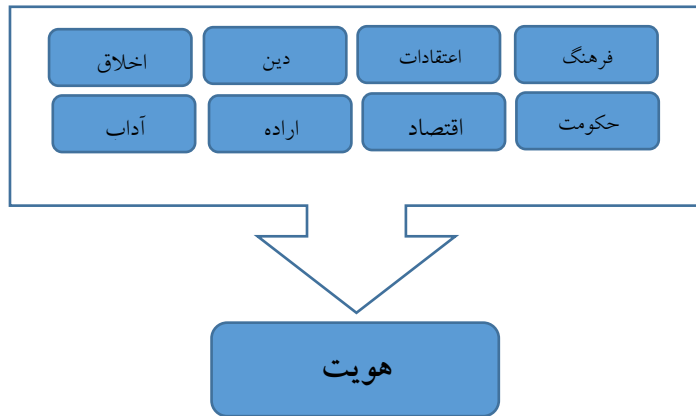 فرهنگ
اعتقادات
دین
اخلاق
حکومت
اقتصاد
اراده
آداب
هویت